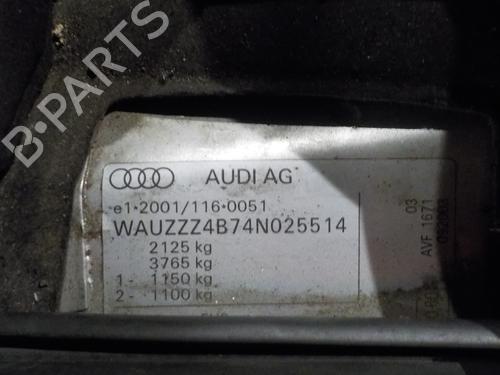 B-PARTS
AUDI AG
e1*2001/116*0051
WAUZZZ4B74N025514
2125 kg
3765 kg
1- 1150 kg
2- 1100 kg
03
AVF 1671